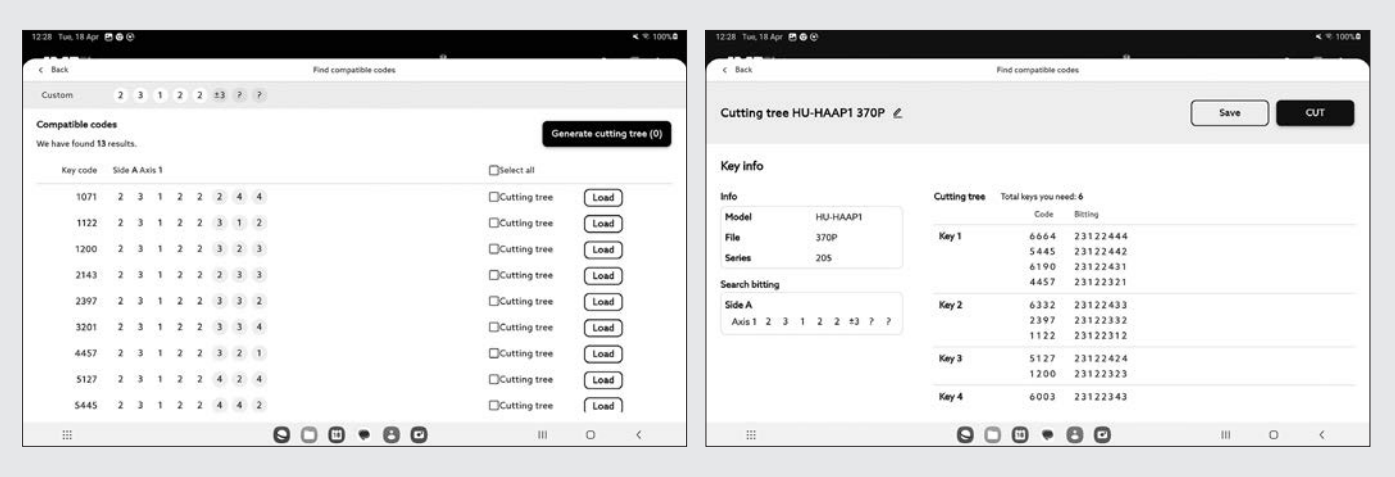 12:28 Tue, 18 Apr
100%
Back
Find compatible codes
Custom 2 3 1 2 2 ±3 ? ?
Compatible codes
We have found 13 results.
Generate cutting tree (0)
Key code Side A Axis 1
Select all
1071 2 3 1 2 2 2 4 4 Cutting tree Load
1122 2 3 1 2 2 3 1 2 Cutting tree Load
1200 2 3 1 2 2 3 2 3 Cutting tree Load
2143 2 3 1 2 2 2 3 3 Cutting tree Load
2397 2 3 1 2 2 3 3 2 Cutting tree Load
3201 2 3 1 2 2 3 3 4 Cutting tree Load
4457 2 3 1 2 2 3 2 1 Cutting tree Load
5127 2 3 1 2 2 4 2 4 Cutting tree Load
5445 2 3 1 2 2 4 4 2 Cutting tree Load
18
12:28 Tue, 18 Apr
100%
Back
Find compatible codes
Cutting tree HU-HAAP1 370P
Save
CUT
Key info
Info
Model HU-HAAP1
File 370P
Series 205
Search bitting
Side A
Axis 1 2 3 1 2 2 ±3 ? ?
Cutting tree Total keys you need: 6
Code Bitting
Key 1 6664 23122444
5445 23122442
6190 23122431
4457 23122321
Key 2 6332 23122433
2397 23122332
1122 23122312
Key 3 5127 23122424
1200 23122323
Key 4 6003 23122343
18